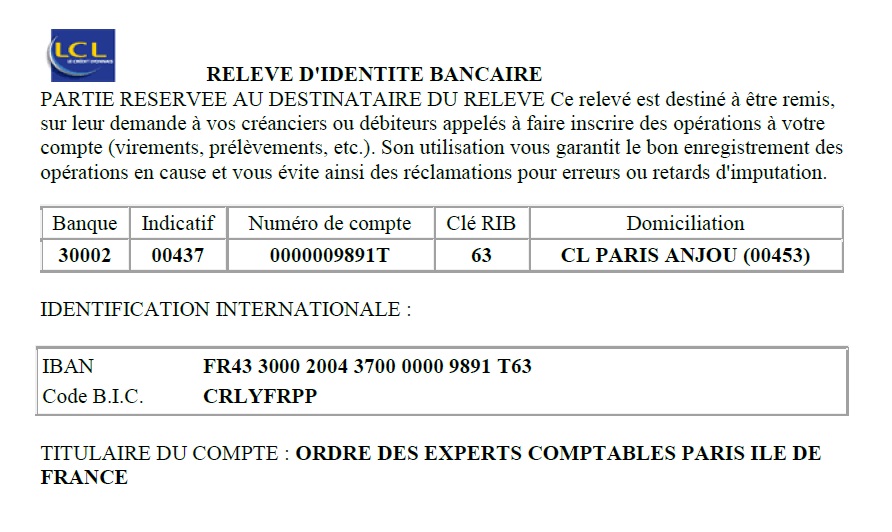 LCL
LE CRÉDIT LYONNAIS
RELEVE D'IDENTITE BANCAIRE
PARTIE RESERVEE AU DESTINATAIRE DU RELEVE Ce relevé est destiné à être remis,
sur leur demande à vos créanciers ou débiteurs appelés à faire inscrire des opérations à votre
compte (virements, prélèvements, etc.). Son utilisation vous garantit le bon enregistrement des
opérations en cause et vous évite ainsi des réclamations pour erreurs ou retards d'imputation.
Banque Indicatif Numéro de compte Clé RIB Domiciliation
30002 00437 0000009891T 63 CL PARIS ANJOU (00453)
IDENTIFICATION INTERNATIONALE :
IBAN FR43 3000 2004 3700 0000 9891 T63
Code B.I.C. CRLYFRPP
TITULAIRE DU COMPTE : ORDRE DES EXPERTS COMPTABLES PARIS ILE DE
FRANCE